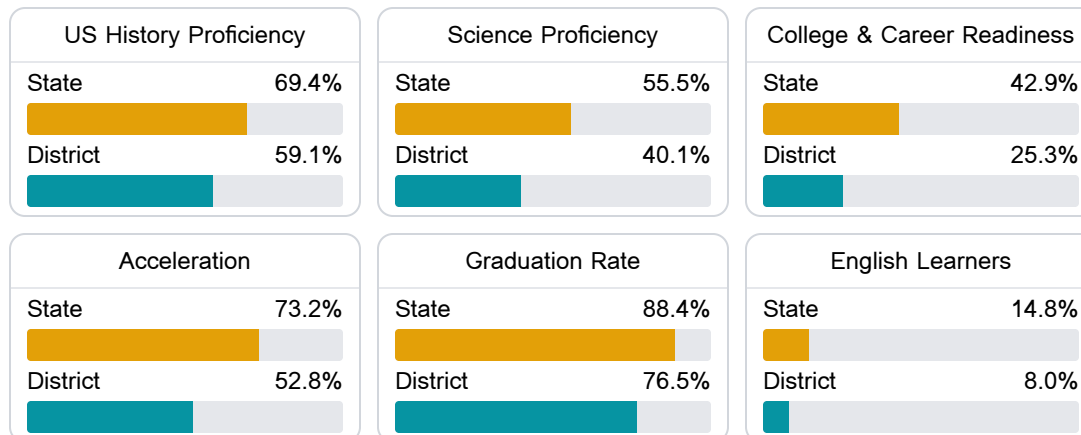 US History Proficiency
State 69.4%
District 59.1%
Science Proficiency
State 55.5%
District 40.1%
College & Career Readiness
State 42.9%
District 25.3%
Acceleration
State 73.2%
District 52.8%
Graduation Rate
State 88.4%
District 76.5%
English Learners
State 14.8%
District 8.0%